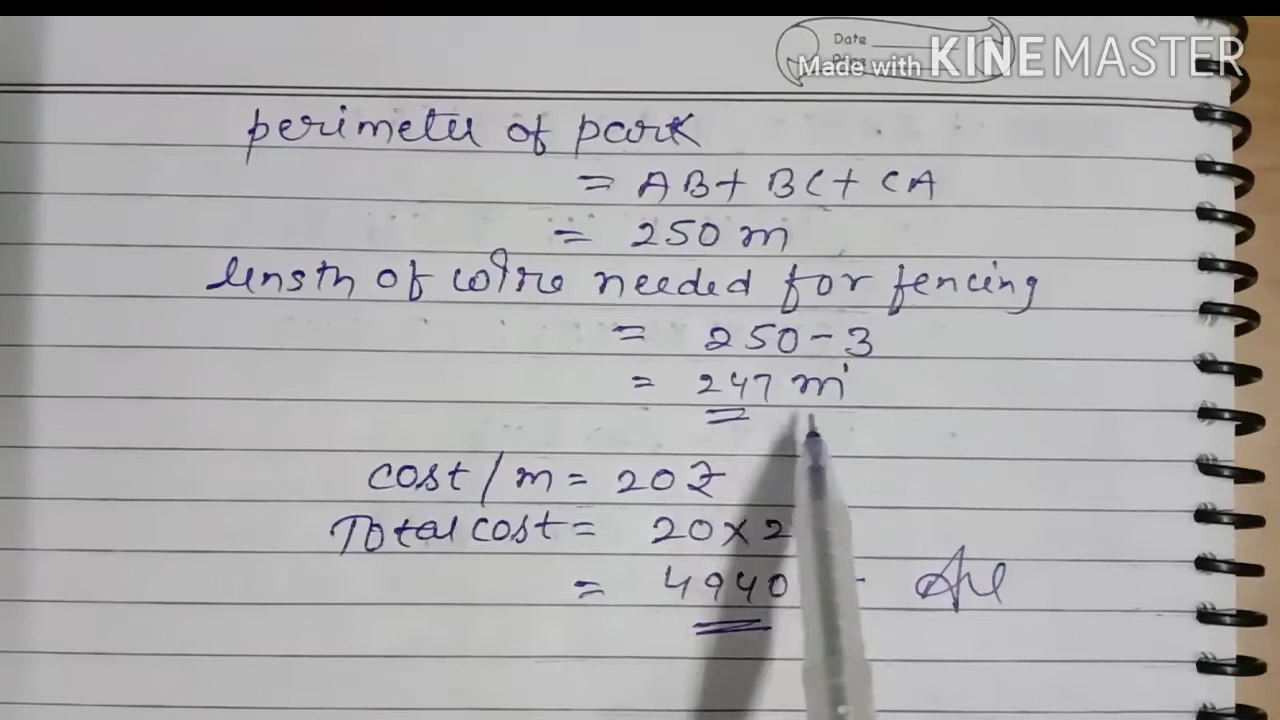 Date
Made with KINEMASTER
perimeter of park
= AB + BC + CA
= 250 m
length of wire needed for fencing
= 250 - 3
= 247 m
cost / m = 20 ₹
Total cost = 20 × 2
= 4940